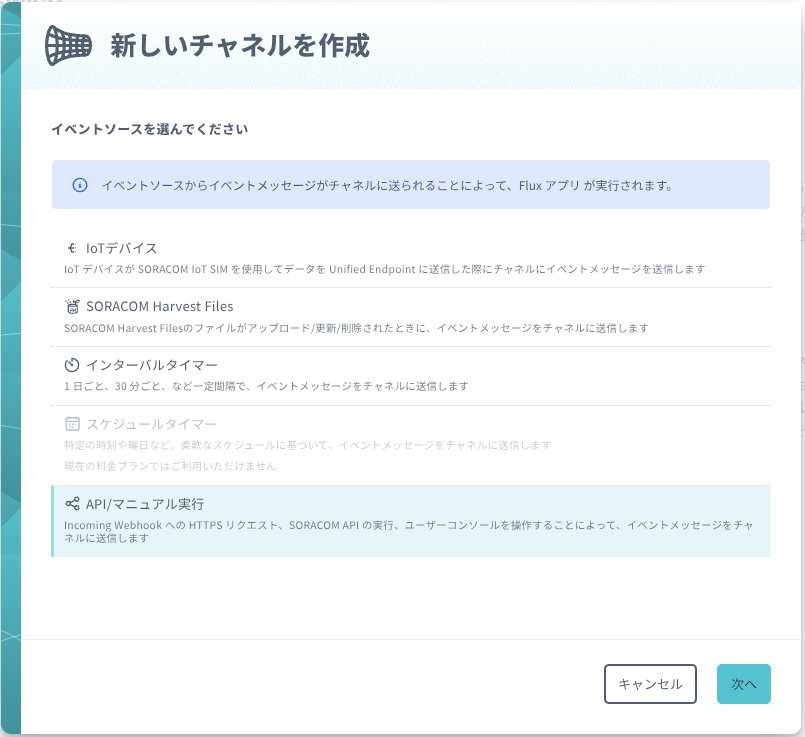 新しいチャネルを作成
イベントソースを選んでください
イベントソースからイベントメッセージがチャネルに送られることによって、Flux アプリ が実行されます。
IoTデバイス
IoT デバイスが SORACOM IoT SIM を使用してデータを Unified Endpoint に送信した際にチャネルにイベントメッセージを送信します
SORACOM Harvest Files
SORACOM Harvest Filesのファイルがアップロード/更新/削除されたときに、イベントメッセージをチャネルに送信します
インターバルタイマー
1 日ごと、30 分ごと、など一定間隔で、イベントメッセージをチャネルに送信します
スケジュールタイマー
特定の時刻や曜日など、柔軟なスケジュールに基づいて、イベントメッセージをチャネルに送信します
現在の料金プランではご利用いただけません
API/マニュアル実行
Incoming Webhook への HTTPS リクエスト、SORACOM API の実行、ユーザーコンソールを操作することによって、イベントメッセージをチャ
ネルに送信します
キャンセル
次へ